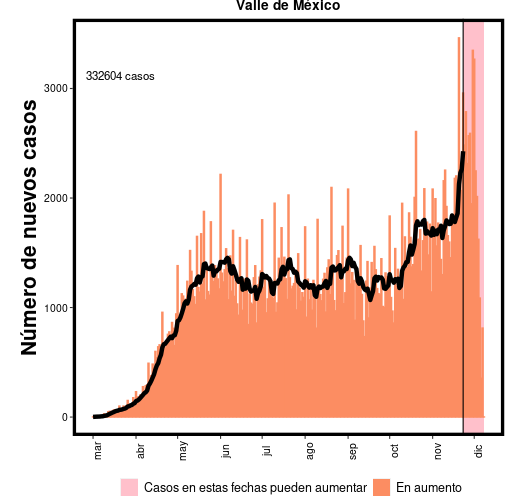 Valle de México
332604 casos
Número de nuevos casos
3000
2000
1000
0
mar
abr
may
jun
jul
ago
sep
oct
nov
dic
Casos en estas fechas pueden aumentar
En aumento